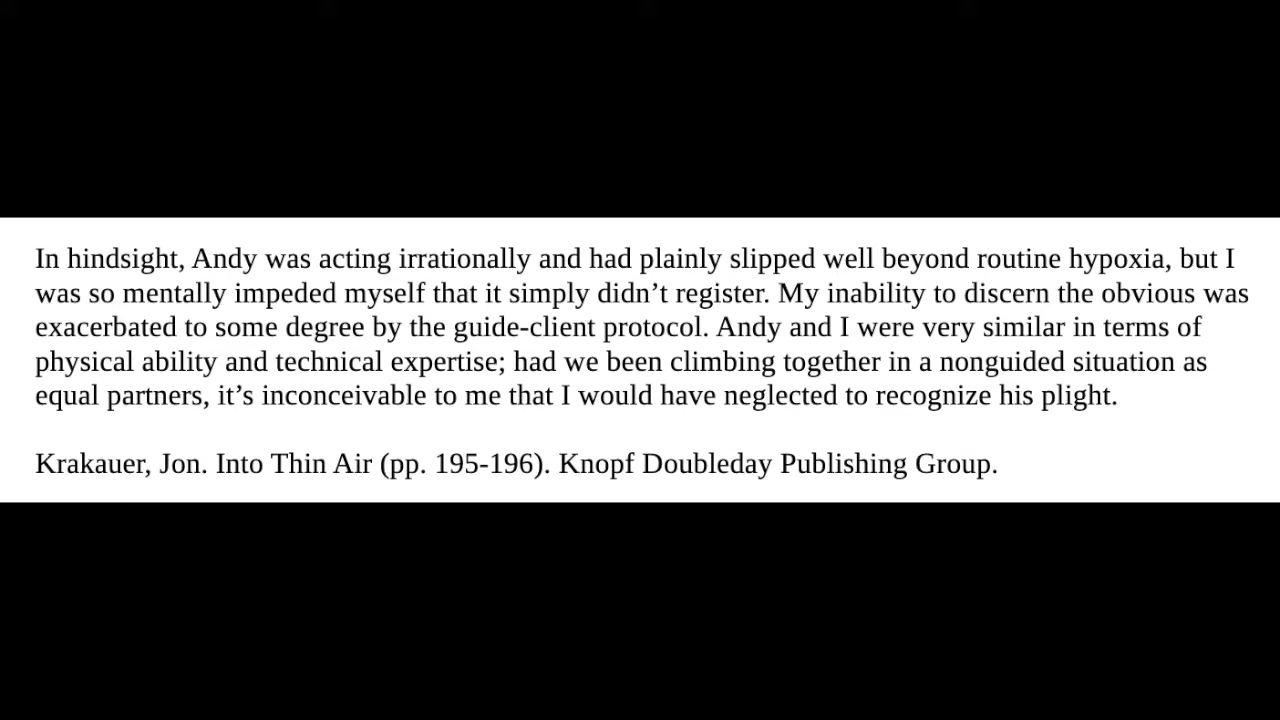 In hindsight, Andy was acting irrationally and had plainly slipped well beyond routine hypoxia, but I
was so mentally impeded myself that it simply didn’t register. My inability to discern the obvious was
exacerbated to some degree by the guide-client protocol. Andy and I were very similar in terms of
physical ability and technical expertise; had we been climbing together in a nonguided situation as
equal partners, it’s inconceivable to me that I would have neglected to recognize his plight.
Krakauer, Jon. Into Thin Air (pp. 195-196). Knopf Doubleday Publishing Group.